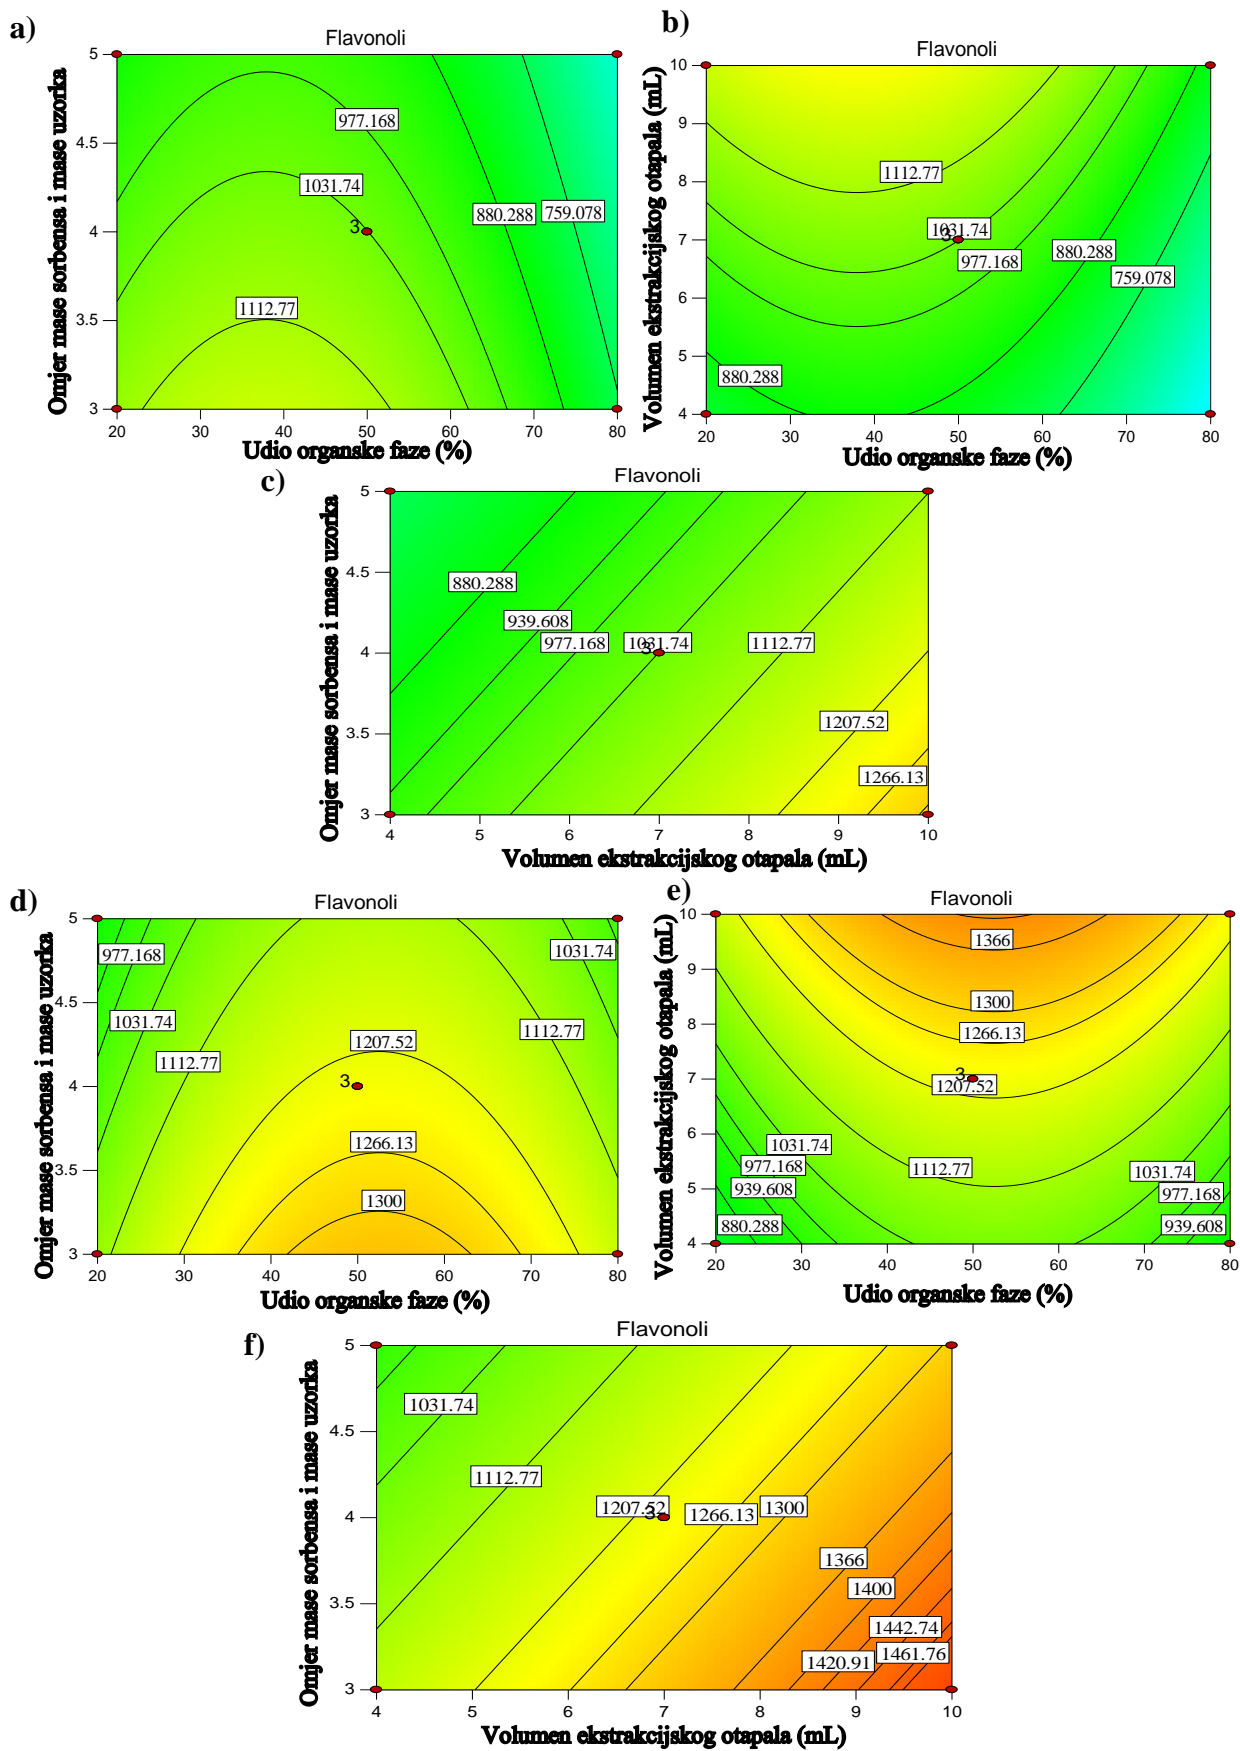 a)
Flavonoli
Omjer mase sorbensa i mase uzorka
5
4.5
4
3.5
3
977.168
1031.74
3
880.288
759.078
1112.77
20 30 40 50 60 70 80
Udio organske faze (%)
b)
Flavonoli
Volumen ekstrakcijskog otapala (mL)
10
9
8
7
6
5
4
1112.77
1031.74
3
977.168
880.288
759.078
880.288
20 30 40 50 60 70 80
Udio organske faze (%)
c)
Flavonoli
Omjer mase sorbensa i mase uzorka
5
4.5
4
3.5
3
880.288
939.608
977.168
1031.74
3
1112.77
1207.52
1266.13
4 5 6 7 8 9 10
Volumen ekstrakcijskog otapala (mL)
d)
Flavonoli
Omjer mase sorbensa i mase uzorka
5
4.5
4
3.5
3
977.168
1031.74
1031.74
1112.77
1112.77
1207.52
3
1266.13
1300
20 30 40 50 60 70 80
Udio organske faze (%)
e)
Flavonoli
Volumen ekstrakcijskog otapala (mL)
10
9
8
7
6
5
4
1366
1300
1266.13
3
1207.52
1031.74
977.168
939.608
880.288
1112.77
1031.74
977.168
939.608
20 30 40 50 60 70 80
Udio organske faze (%)
f)
Flavonoli
Omjer mase sorbensa i mase uzorka
5
4.5
4
3.5
3
1031.74
1112.77
1207.52
3
1266.13
1300
1366
1400
1442.74
1461.76
1420.91
4 5 6 7 8 9 10
Volumen ekstrakcijskog otapala (mL)